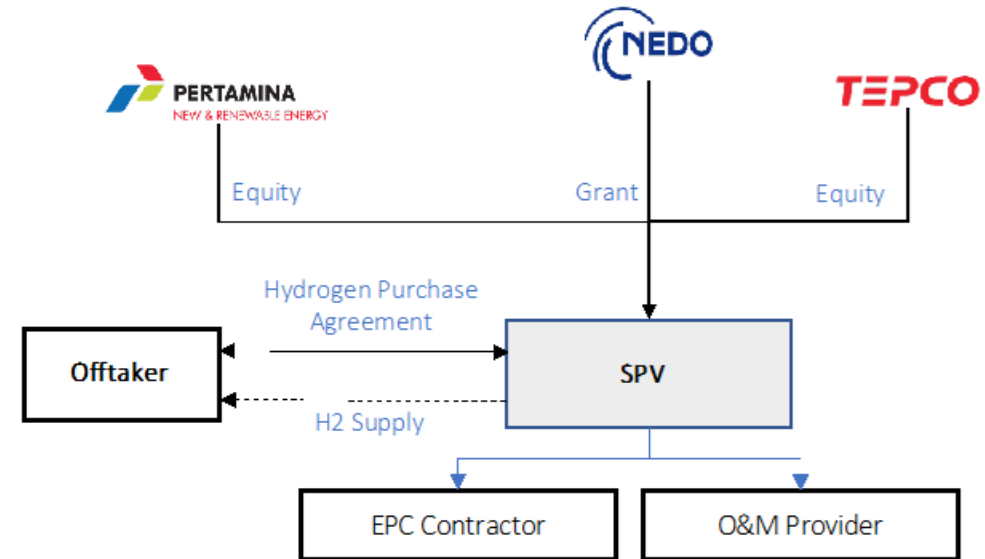 NEDO
PERTAMINA
NEW & RENEWABLE ENERGY
TEPCO
Equity
Grant
Equity
Hydrogen Purchase
Agreement
Offtaker
SPV
H2 Supply
EPC Contractor
O&M Provider